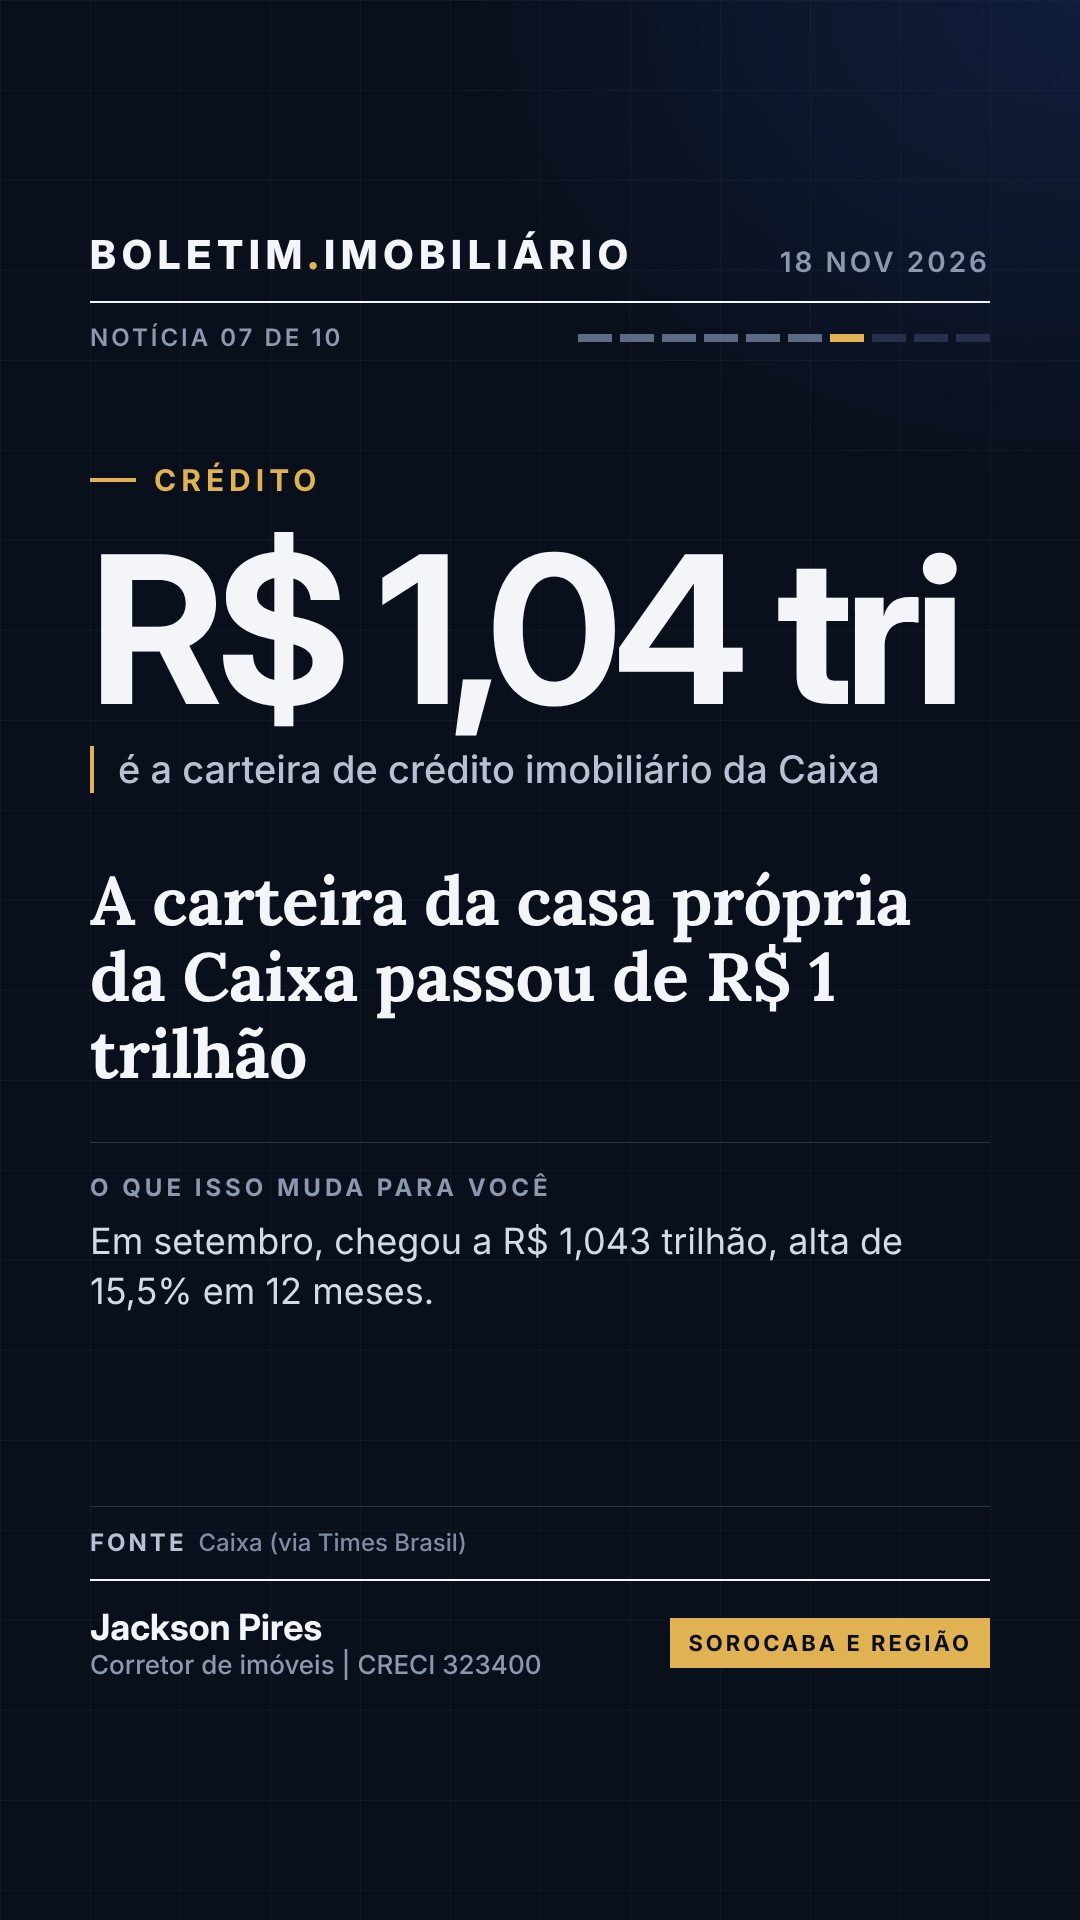 BOLETIM.IMOBILIÁRIO
18 NOV 2026
NOTÍCIA 07 DE 10
CRÉDITO
R$ 1,04 tri
é a carteira de crédito imobiliário da Caixa
A carteira da casa própria
da Caixa passou de R$ 1
trilhão
O QUE ISSO MUDA PARA VOCÊ
Em setembro, chegou a R$ 1,043 trilhão, alta de
15,5% em 12 meses.
FONTE Caixa (via Times Brasil)
Jackson Pires
Corretor de imóveis | CRECI 323400
SOROCABA E REGIÃO